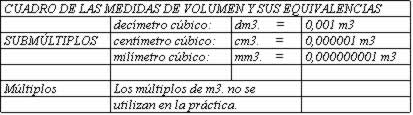 CUADRO DE LAS MEDIDAS DE VOLUMEN Y SUS EQUIVALENCIAS
decímetro cúbico: dm3. = 0,001 m3
SUBMÚLTIPLOS centímetro cúbico: cm3. = 0,000001 m3
milímetro cúbico: mm3. = 0,000000001 m3
Múltiplos Los múltiplos de m3. no se
utilizan en la práctica.